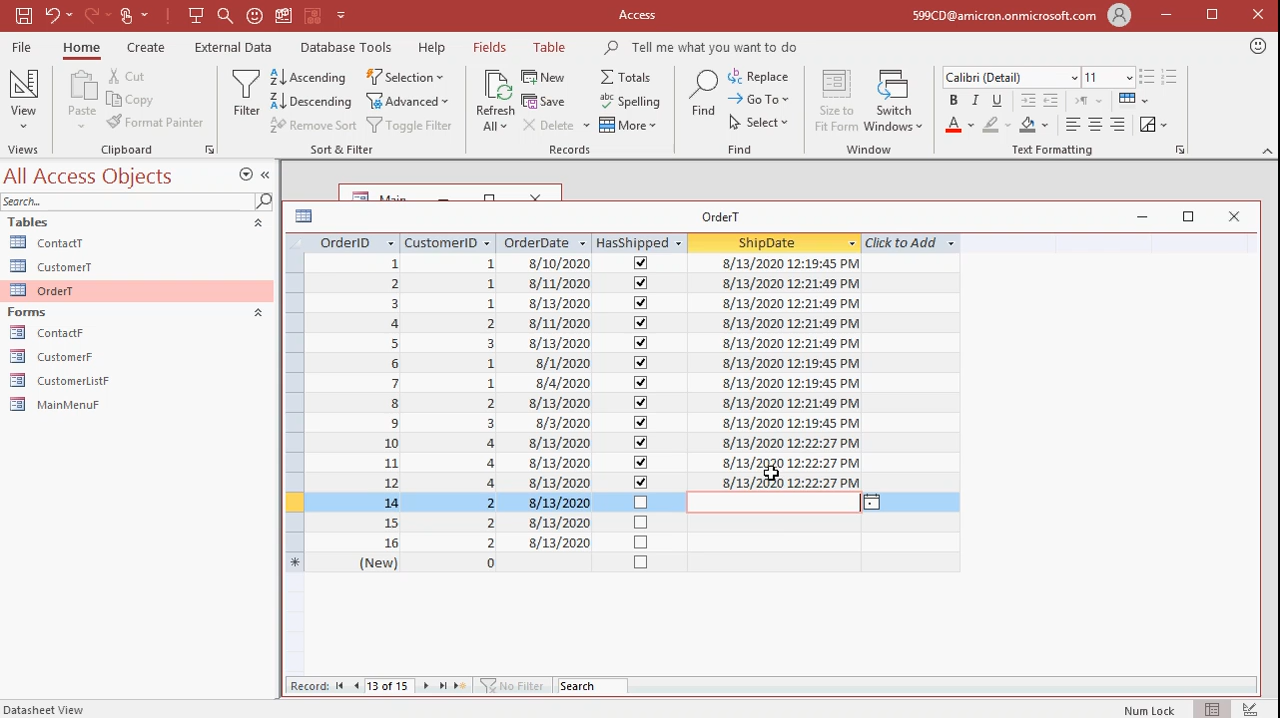 Access
599CD@amicron.onmicrosoft.com
File Home Create External Data Database Tools Help Fields Table Tell me what you want to do
View
Views
Paste
Cut
Copy
Format Painter
Clipboard
Filter
Ascending
Descending
Remove Sort
Selection
Advanced
Toggle Filter
Sort & Filter
Refresh All
New
Save
Delete
Totals
Spelling
More
Records
Find
Replace
Go To
Select
Find
Size to Fit Form
Switch Windows
Window
Calibri (Detail) 11
B I U
A
Text Formatting
All Access Objects
Search...
Tables
ContactT
CustomerT
OrderT
Forms
ContactF
CustomerF
CustomerListF
MainMenuF
OrderT
OrderID CustomerID OrderDate HasShipped ShipDate Click to Add
1 1 8/10/2020 8/13/2020 12:19:45 PM
2 1 8/11/2020 8/13/2020 12:21:49 PM
3 1 8/13/2020 8/13/2020 12:21:49 PM
4 2 8/11/2020 8/13/2020 12:21:49 PM
5 3 8/13/2020 8/13/2020 12:21:49 PM
6 1 8/1/2020 8/13/2020 12:19:45 PM
7 1 8/4/2020 8/13/2020 12:19:45 PM
8 2 8/13/2020 8/13/2020 12:21:49 PM
9 3 8/3/2020 8/13/2020 12:19:45 PM
10 4 8/13/2020 8/13/2020 12:22:27 PM
11 4 8/13/2020 8/13/2020 12:22:27 PM
12 4 8/13/2020 8/13/2020 12:22:27 PM
14 2 8/13/2020
15 2 8/13/2020
16 2 8/13/2020
(New) 0
Record: 13 of 15 No Filter Search
Datasheet View
Num Lock